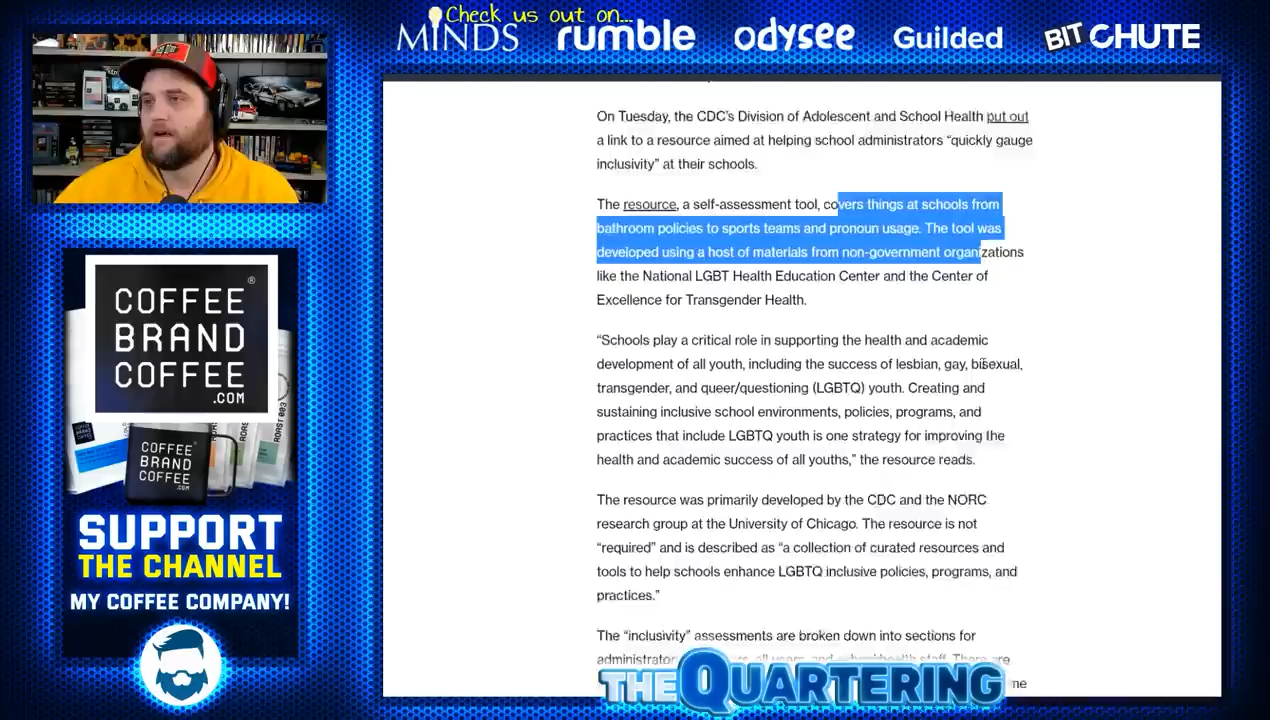 Check us out on...
MINDS rumble odysee Guilded BIT CHUTE
On Tuesday, the CDC's Division of Adolescent and School Health put out
a link to a resource aimed at helping school administrators “quickly gauge
inclusivity” at their schools.
The resource, a self-assessment tool, covers things at schools from
bathroom policies to sports teams and pronoun usage. The tool was
developed using a host of materials from non-government organizations
like the National LGBT Health Education Center and the Center of
Excellence for Transgender Health.
“Schools play a critical role in supporting the health and academic
development of all youth, including the success of lesbian, gay, bisexual,
transgender, and queer/questioning (LGBTQ) youth. Creating and
sustaining inclusive school environments, policies, programs, and
practices that include LGBTQ youth is one strategy for improving the
health and academic success of all youths,” the resource reads.
The resource was primarily developed by the CDC and the NORC
research group at the University of Chicago. The resource is not
“required” and is described as “a collection of curated resources and
tools to help schools enhance LGBTQ inclusive policies, programs, and
practices.”
The “inclusivity” assessments are broken down into sections for
me
THE QUARTERING
COFFEE
BRAND
COFFEE
.COM
COFFEE
BRAND
COFFEE
.COM
SUPPORT
THE CHANNEL
MY COFFEE COMPANY!